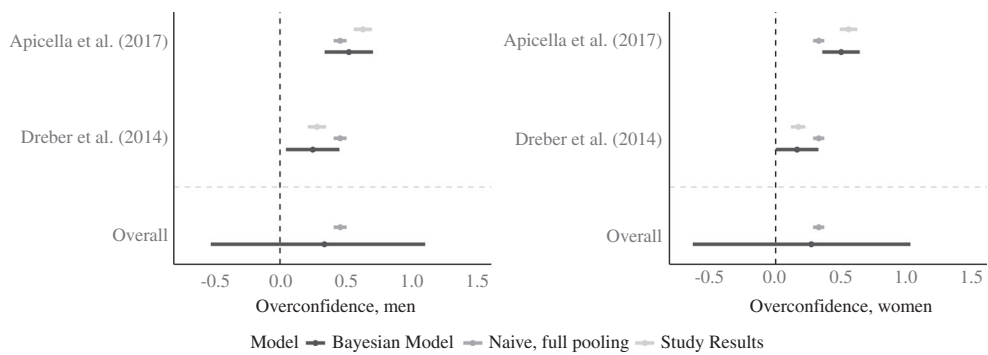 Apicella et al. (2017)
Dreber et al. (2014)
Overall
-0.5 0.0 0.5 1.0 1.5
Overconfidence, men
Apicella et al. (2017)
Dreber et al. (2014)
Overall
-0.5 0.0 0.5 1.0 1.5
Overconfidence, women
Model Bayesian Model Naive, full pooling Study Results